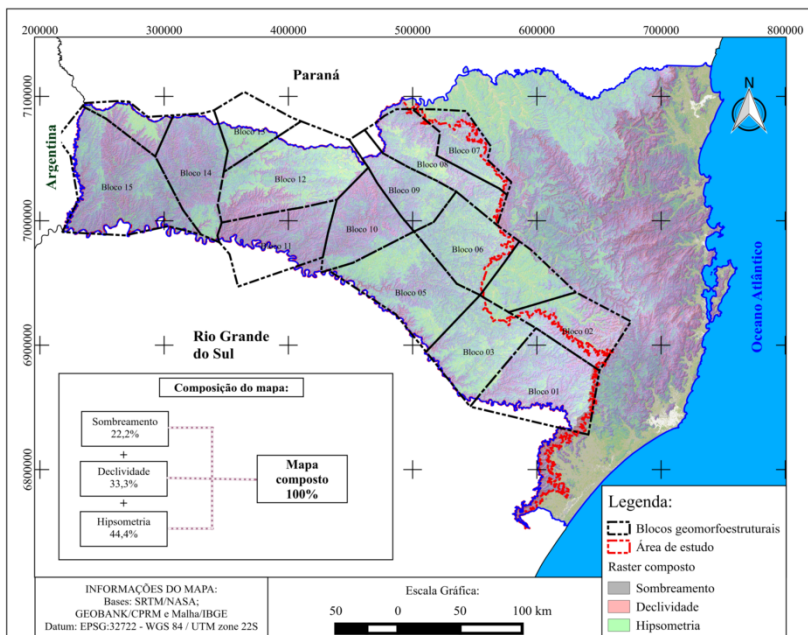 200000 300000 400000 500000 600000 700000 800000
7100000
7000000
6900000
6800000
Paraná
Argentina
Rio Grande
do Sul
Oceano Atlântico
N
Bloco 13
Bloco 07
Bloco 08
Bloco 14
Bloco 12
Bloco 15
Bloco 09
Bloco 10
Bloco 11
Bloco 06
Bloco 05
Bloco 02
Bloco 03
Bloco 01
Composição do mapa:
Sombreamento
22,2%
+
Declividade
33,3%
+
Hipsometria
44,4%
Mapa
composto
100%
Legenda:
Blocos geomorfoestruturais
Área de estudo
Raster composto
Sombreamento
Declividade
Hipsometria
INFORMAÇÕES DO MAPA:
Bases: SRTM/NASA;
GEOBANK/CPRM e Malha/IBGE
Datum: EPSG:32722 - WGS 84 / UTM zone 22S
Escala Gráfica:
50 0 50 100 km